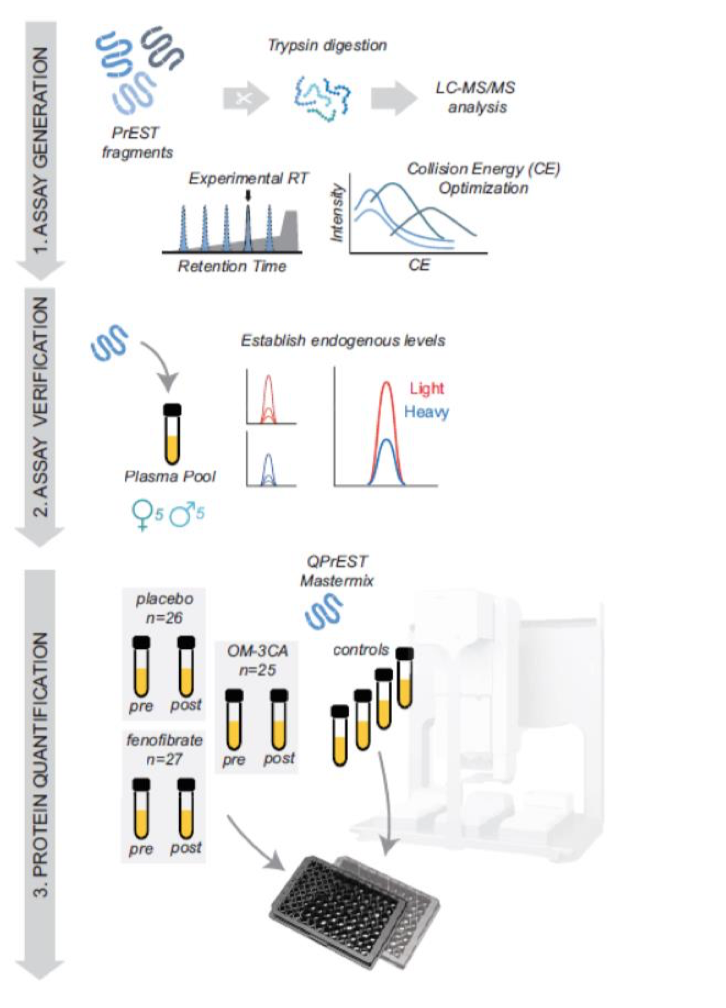 1. ASSAY GENERATION
Trypsin digestion
LC-MS/MS
analysis
PrEST
fragments
Experimental RT
Retention Time
Collision Energy (CE)
Optimization
Intensity
CE
2. ASSAY VERIFICATION
Establish endogenous levels
Light
Heavy
Plasma Pool
♀5 ♂5
3. PROTEIN QUANTIFICATION
QPrEST
Mastermix
placebo
n=26
pre post
OM-3CA
n=25
pre post
controls
fenofibrate
n=27
pre post